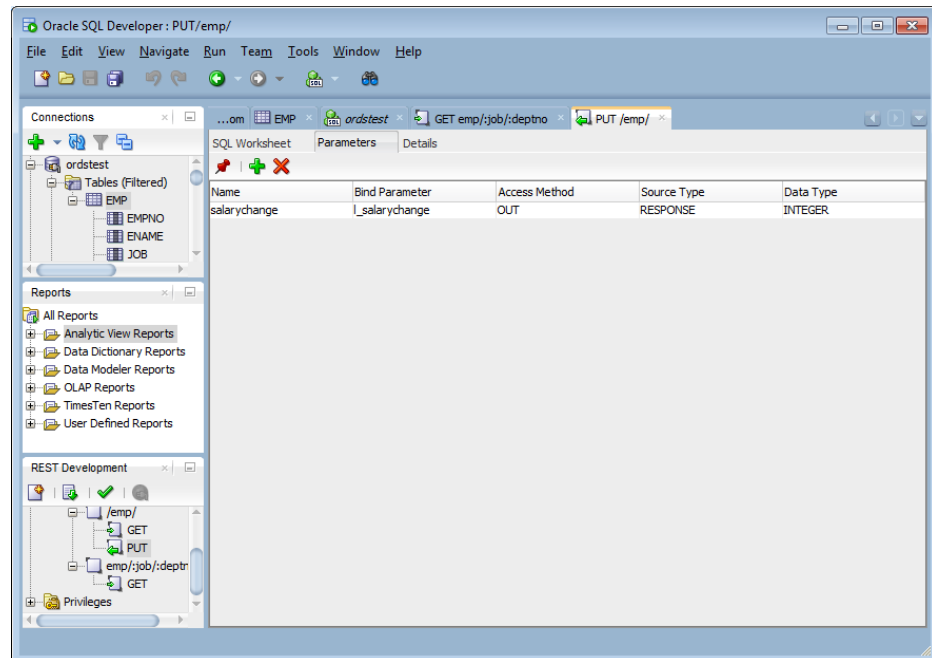 Oracle SQL Developer : PUT/emp/
File Edit View Navigate Run Team Tools Window Help
SQL
Connections
...om EMP ordstest GET emp/:job/:deptno PUT /emp/
SQL Worksheet Parameters Details
ordstest
Tables (Filtered)
EMP
EMPNO
ENAME
JOB
Name Bind Parameter Access Method Source Type Data Type
salarychange l_salarychange OUT RESPONSE INTEGER
Reports
All Reports
Analytic View Reports
Data Dictionary Reports
Data Modeler Reports
OLAP Reports
TimesTen Reports
User Defined Reports
REST Development
/emp/
GET
PUT
emp/:job/:deptr
GET
Privileges